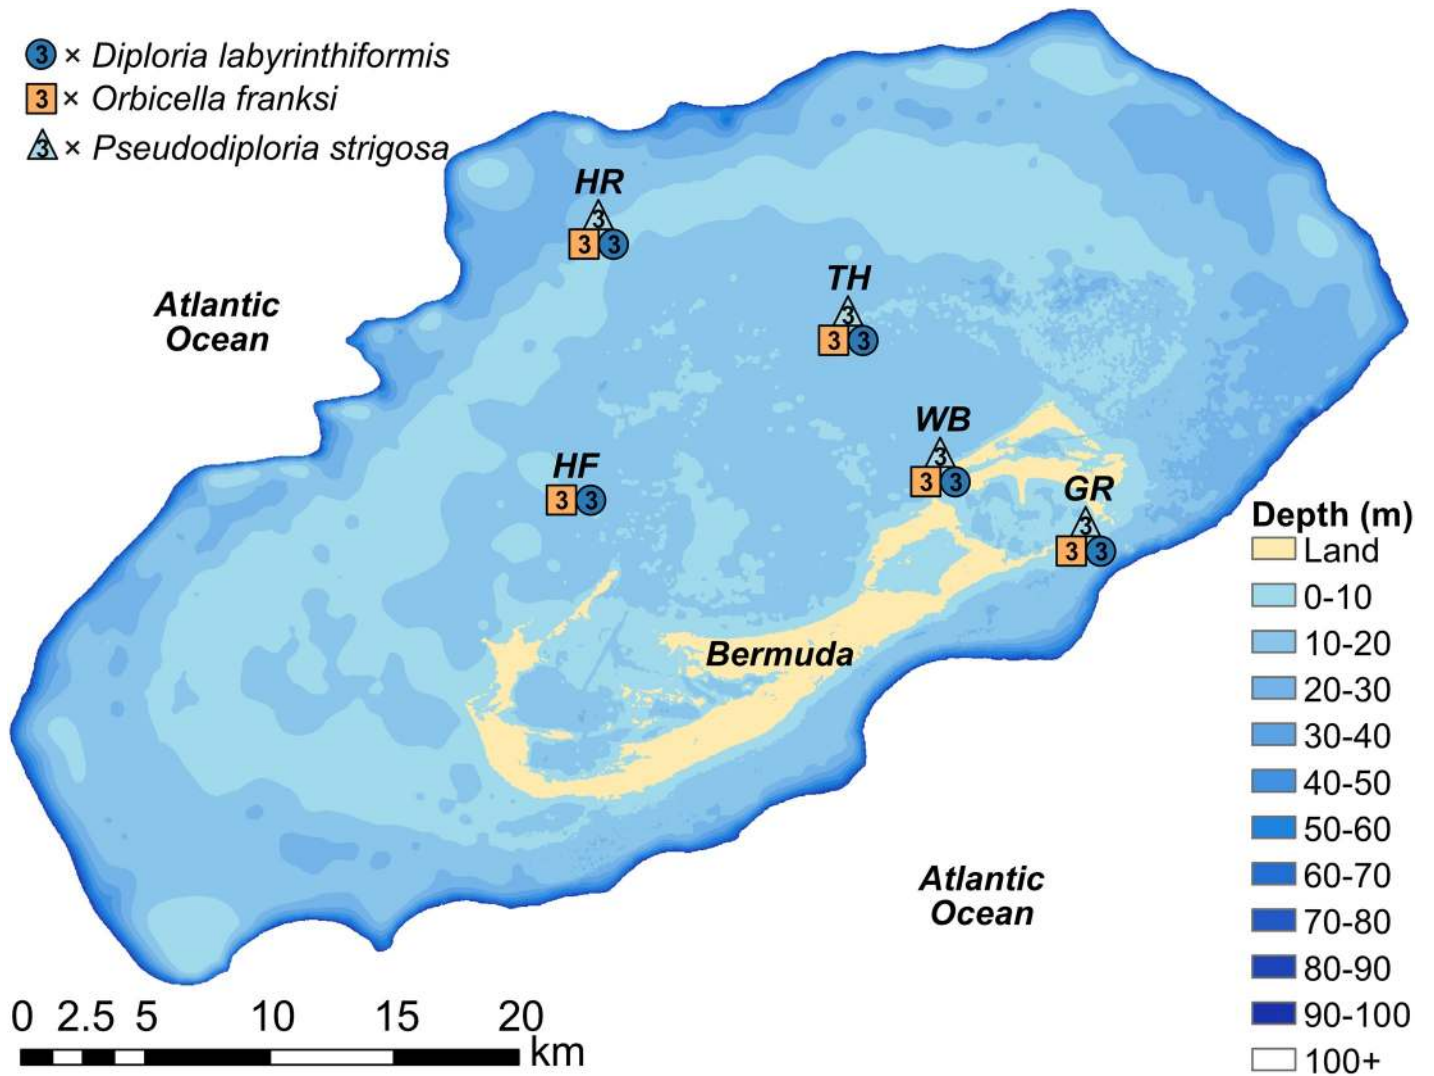 3 × Diploria labyrinthiformis
3 × Orbicella franksi
3 × Pseudodiploria strigosa
HR
3
3 3
TH
3
3 3
Atlantic
Ocean
WB
3
3 3
HF
3 3
GR
3
3 3
Bermuda
Atlantic
Ocean
Depth (m)
Land
0-10
10-20
20-30
30-40
40-50
50-60
60-70
70-80
80-90
90-100
100+
0 2.5 5 10 15 20
km